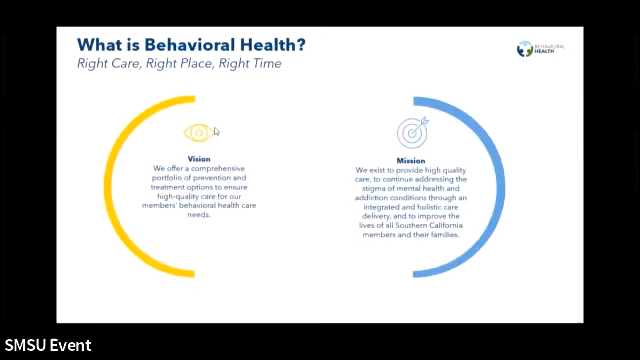 What is Behavioral Health?
Right Care, Right Place, Right Time
BEHAVIORAL
HEALTH
Vision
We offer a comprehensive
portfolio of prevention and
treatment options to ensure
high-quality care for our
members' behavioral health care
needs.
Mission
We exist to provide high quality
care, to continue addressing the
stigma of mental health and
addiction conditions through an
integrated and holistic care
delivery, and to improve the
lives of all Southern California
members and their families.
SMSU Event